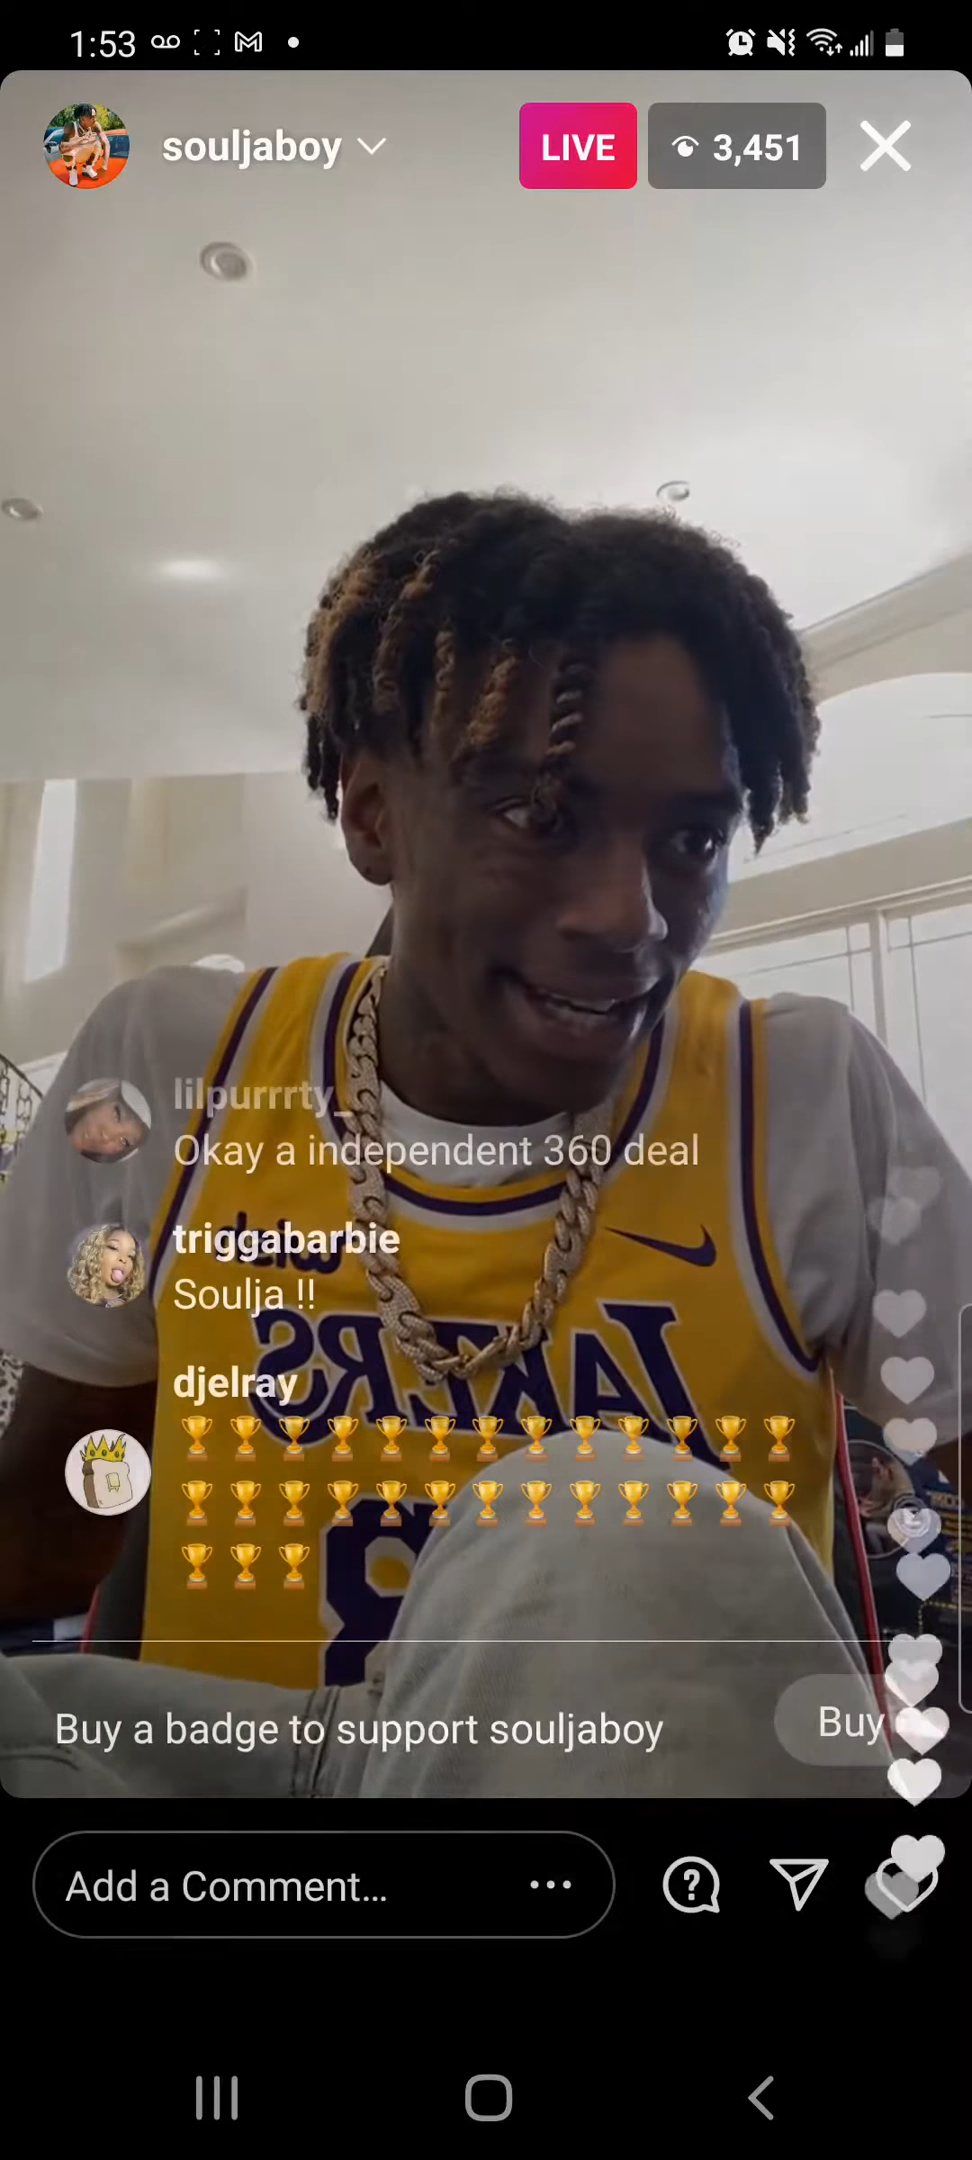 1:53
souljaboy
LIVE
3,451
lilpurrrty_
Okay a independent 360 deal
triggabarbie
Soulja !!
wish
LAKERS
djelray
🏆🏆🏆🏆🏆🏆🏆🏆🏆🏆🏆🏆🏆
🏆🏆🏆🏆🏆🏆🏆🏆🏆🏆🏆🏆🏆
🏆🏆🏆
Buy a badge to support souljaboy
Buy
Add a Comment...